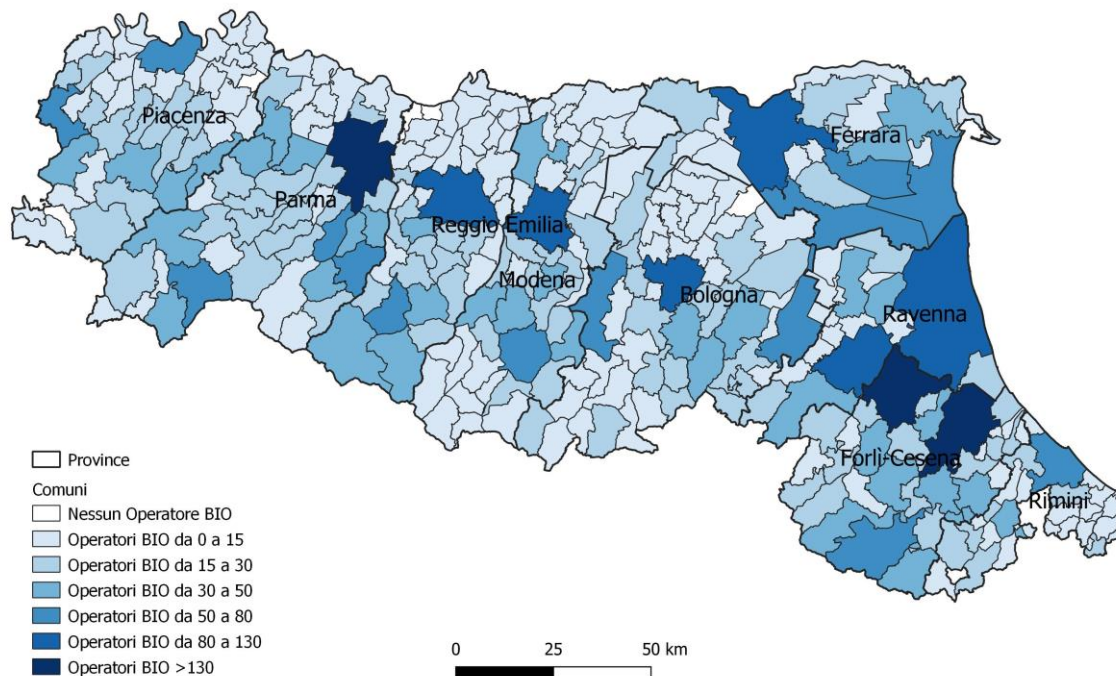 Piacenza
Ferrara
Parma
Reggio Emilia
Modena
Bologna
Ravenna
Forlì-Cesena
Rimini
Province
Comuni
Nessun Operatore BIO
Operatori BIO da 0 a 15
Operatori BIO da 15 a 30
Operatori BIO da 30 a 50
Operatori BIO da 50 a 80
Operatori BIO da 80 a 130
Operatori BIO >130
0 25 50 km